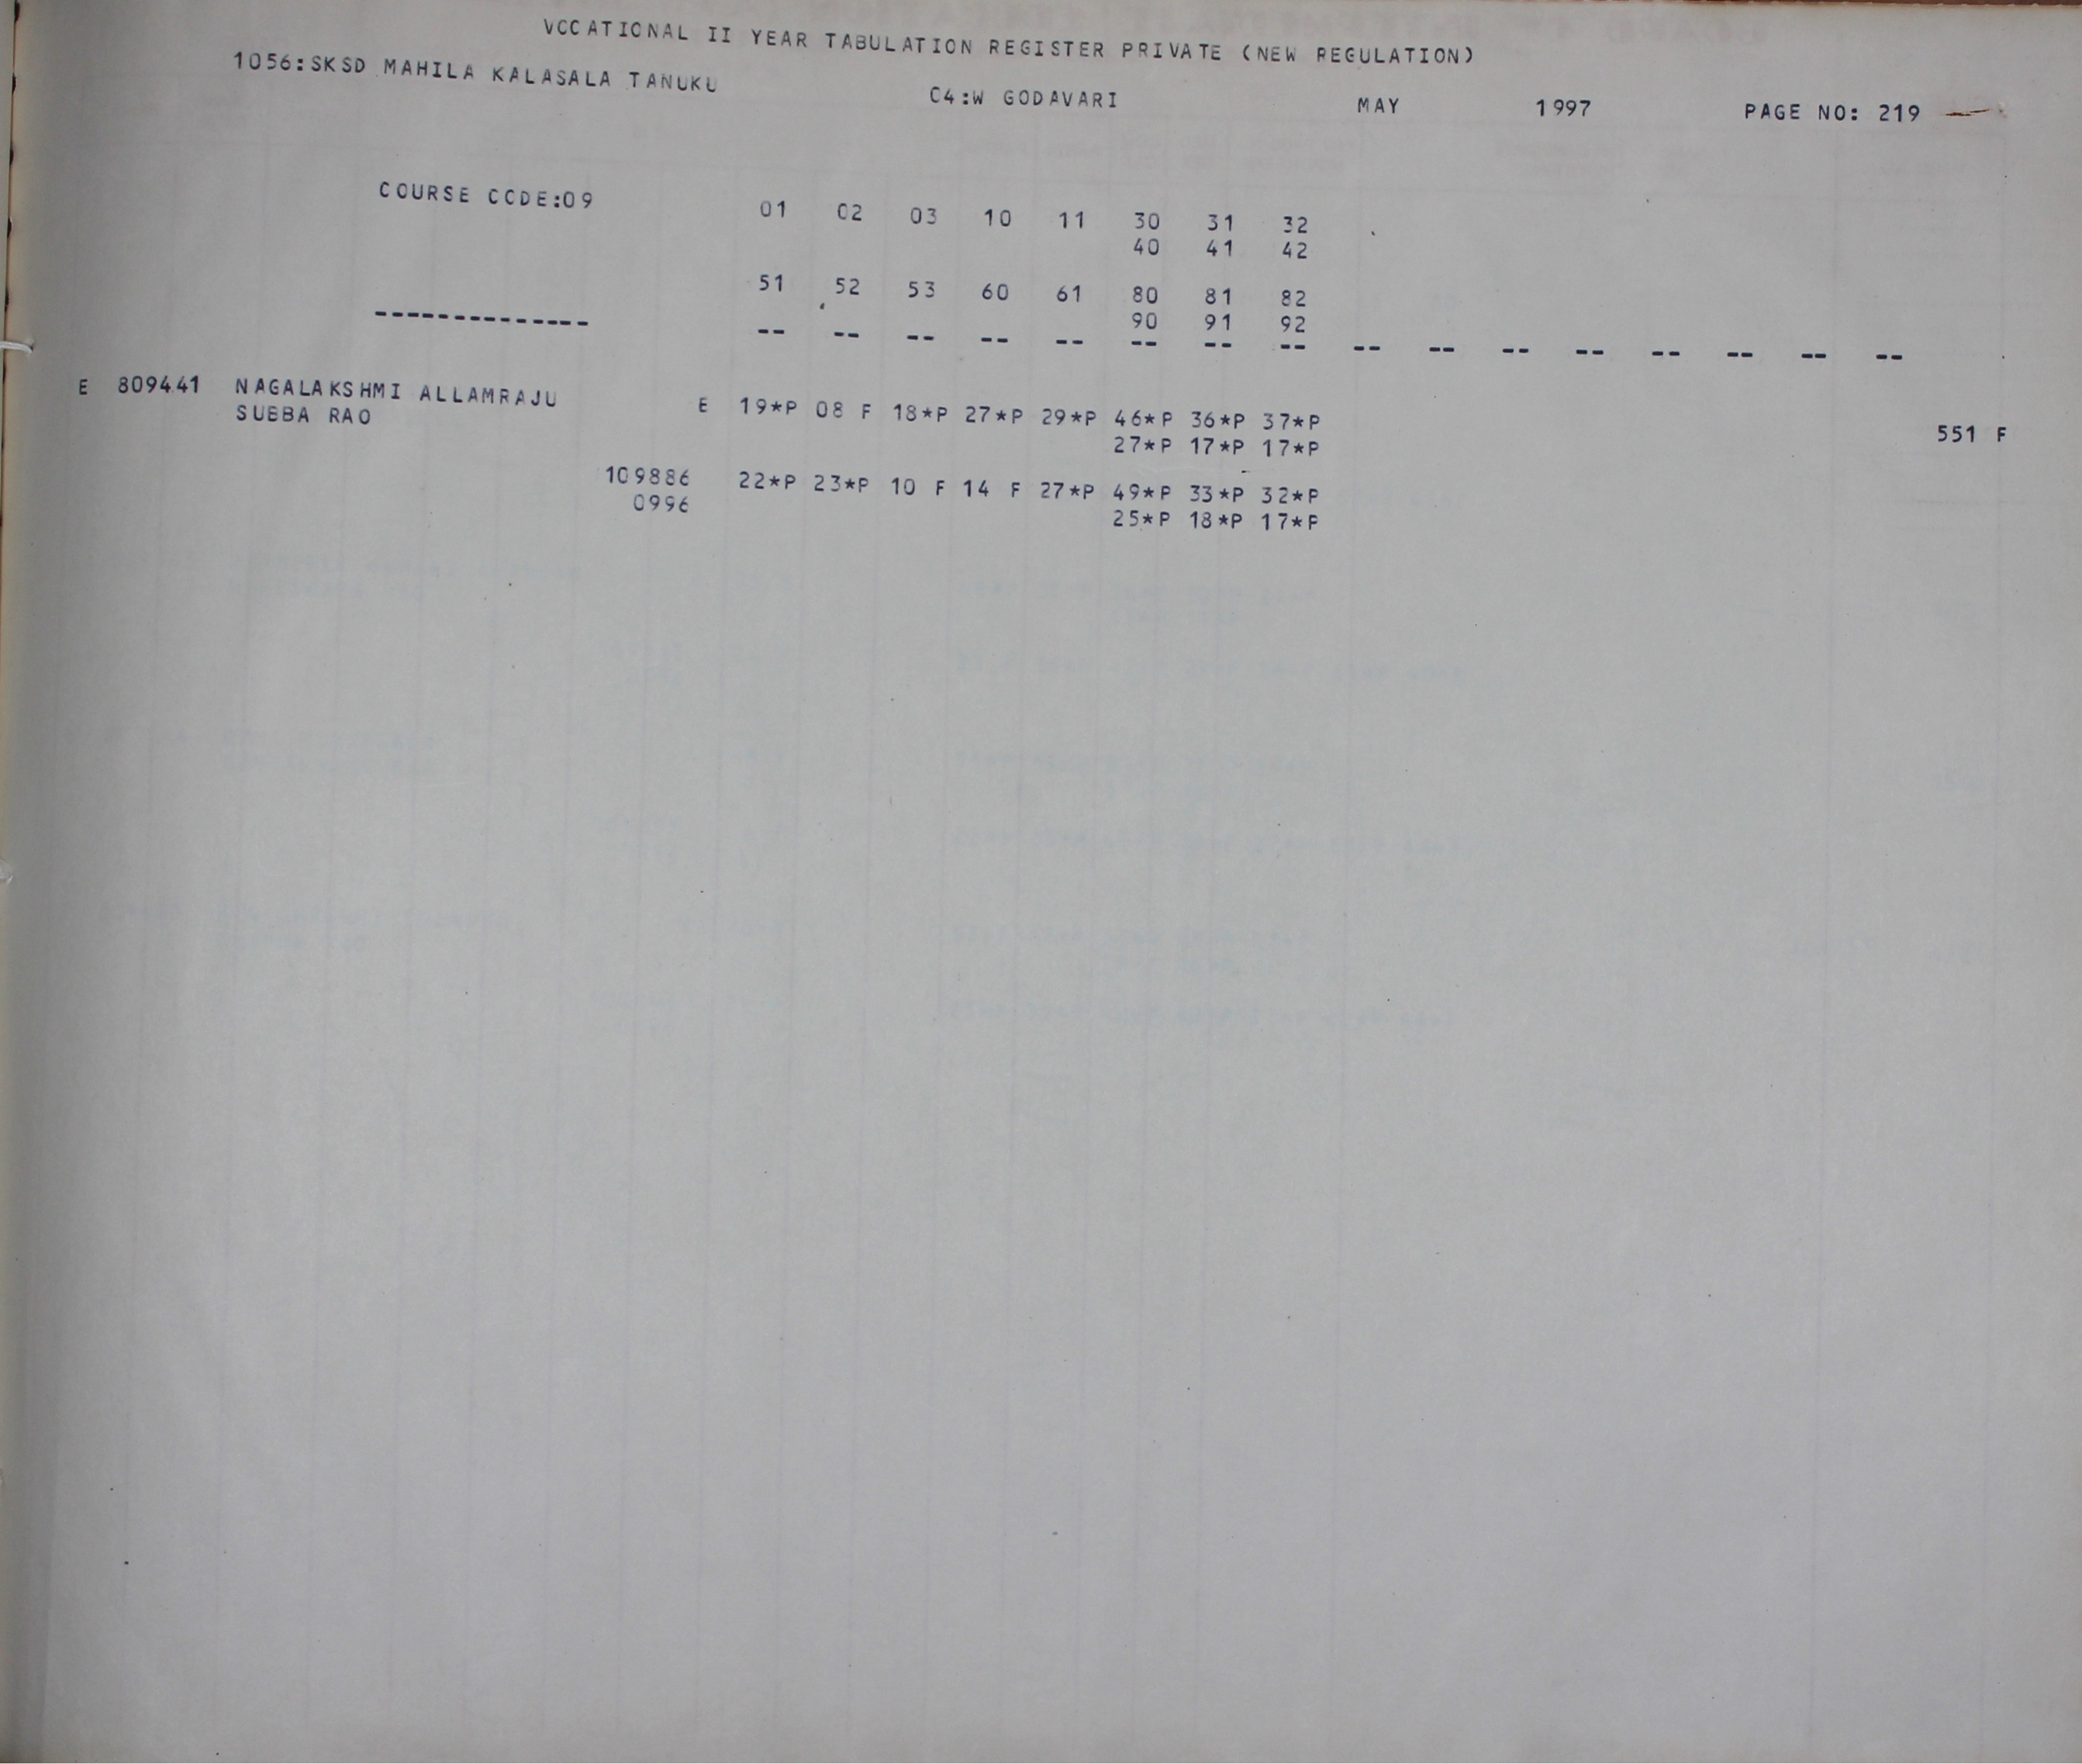 VCCATIONAL II YEAR TABULATION REGISTER PRIVATE (NEW REGULATION)
1056:SKSD MAHILA KALASALA TANUKU C4:W GODAVARI MAY 1997 PAGE NO: 219
COURSE CCDE:09 01 02 03 10 11 30 31 32
40 41 42
51 52 53 60 61 80 81 82
90 91 92
-------------- -- -- -- -- -- -- -- -- -- -- -- -- -- -- -- --
E 809441 NAGALAKSHMI ALLAMRAJU E 19*P 08 F 18*P 27*P 29*P 46*P 36*P 37*P 551 F
SUEBA RAO 27*P 17*P 17*P
109886 22*P 23*P 10 F 14 F 27*P 49*P 33*P 32*P
0996 25*P 18*P 17*P